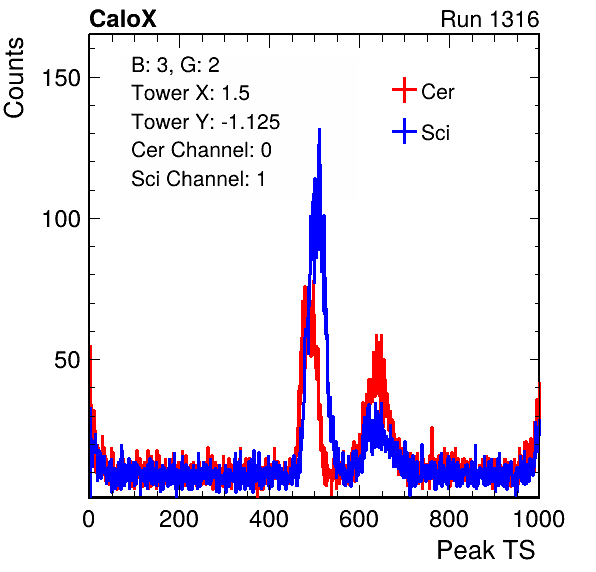 CaloX Run 1316
Counts
B: 3, G: 2
Tower X: 1.5
Tower Y: -1.125
Cer Channel: 0
Sci Channel: 1
Cer
Sci
150
100
50
0 200 400 600 800 1000
Peak TS